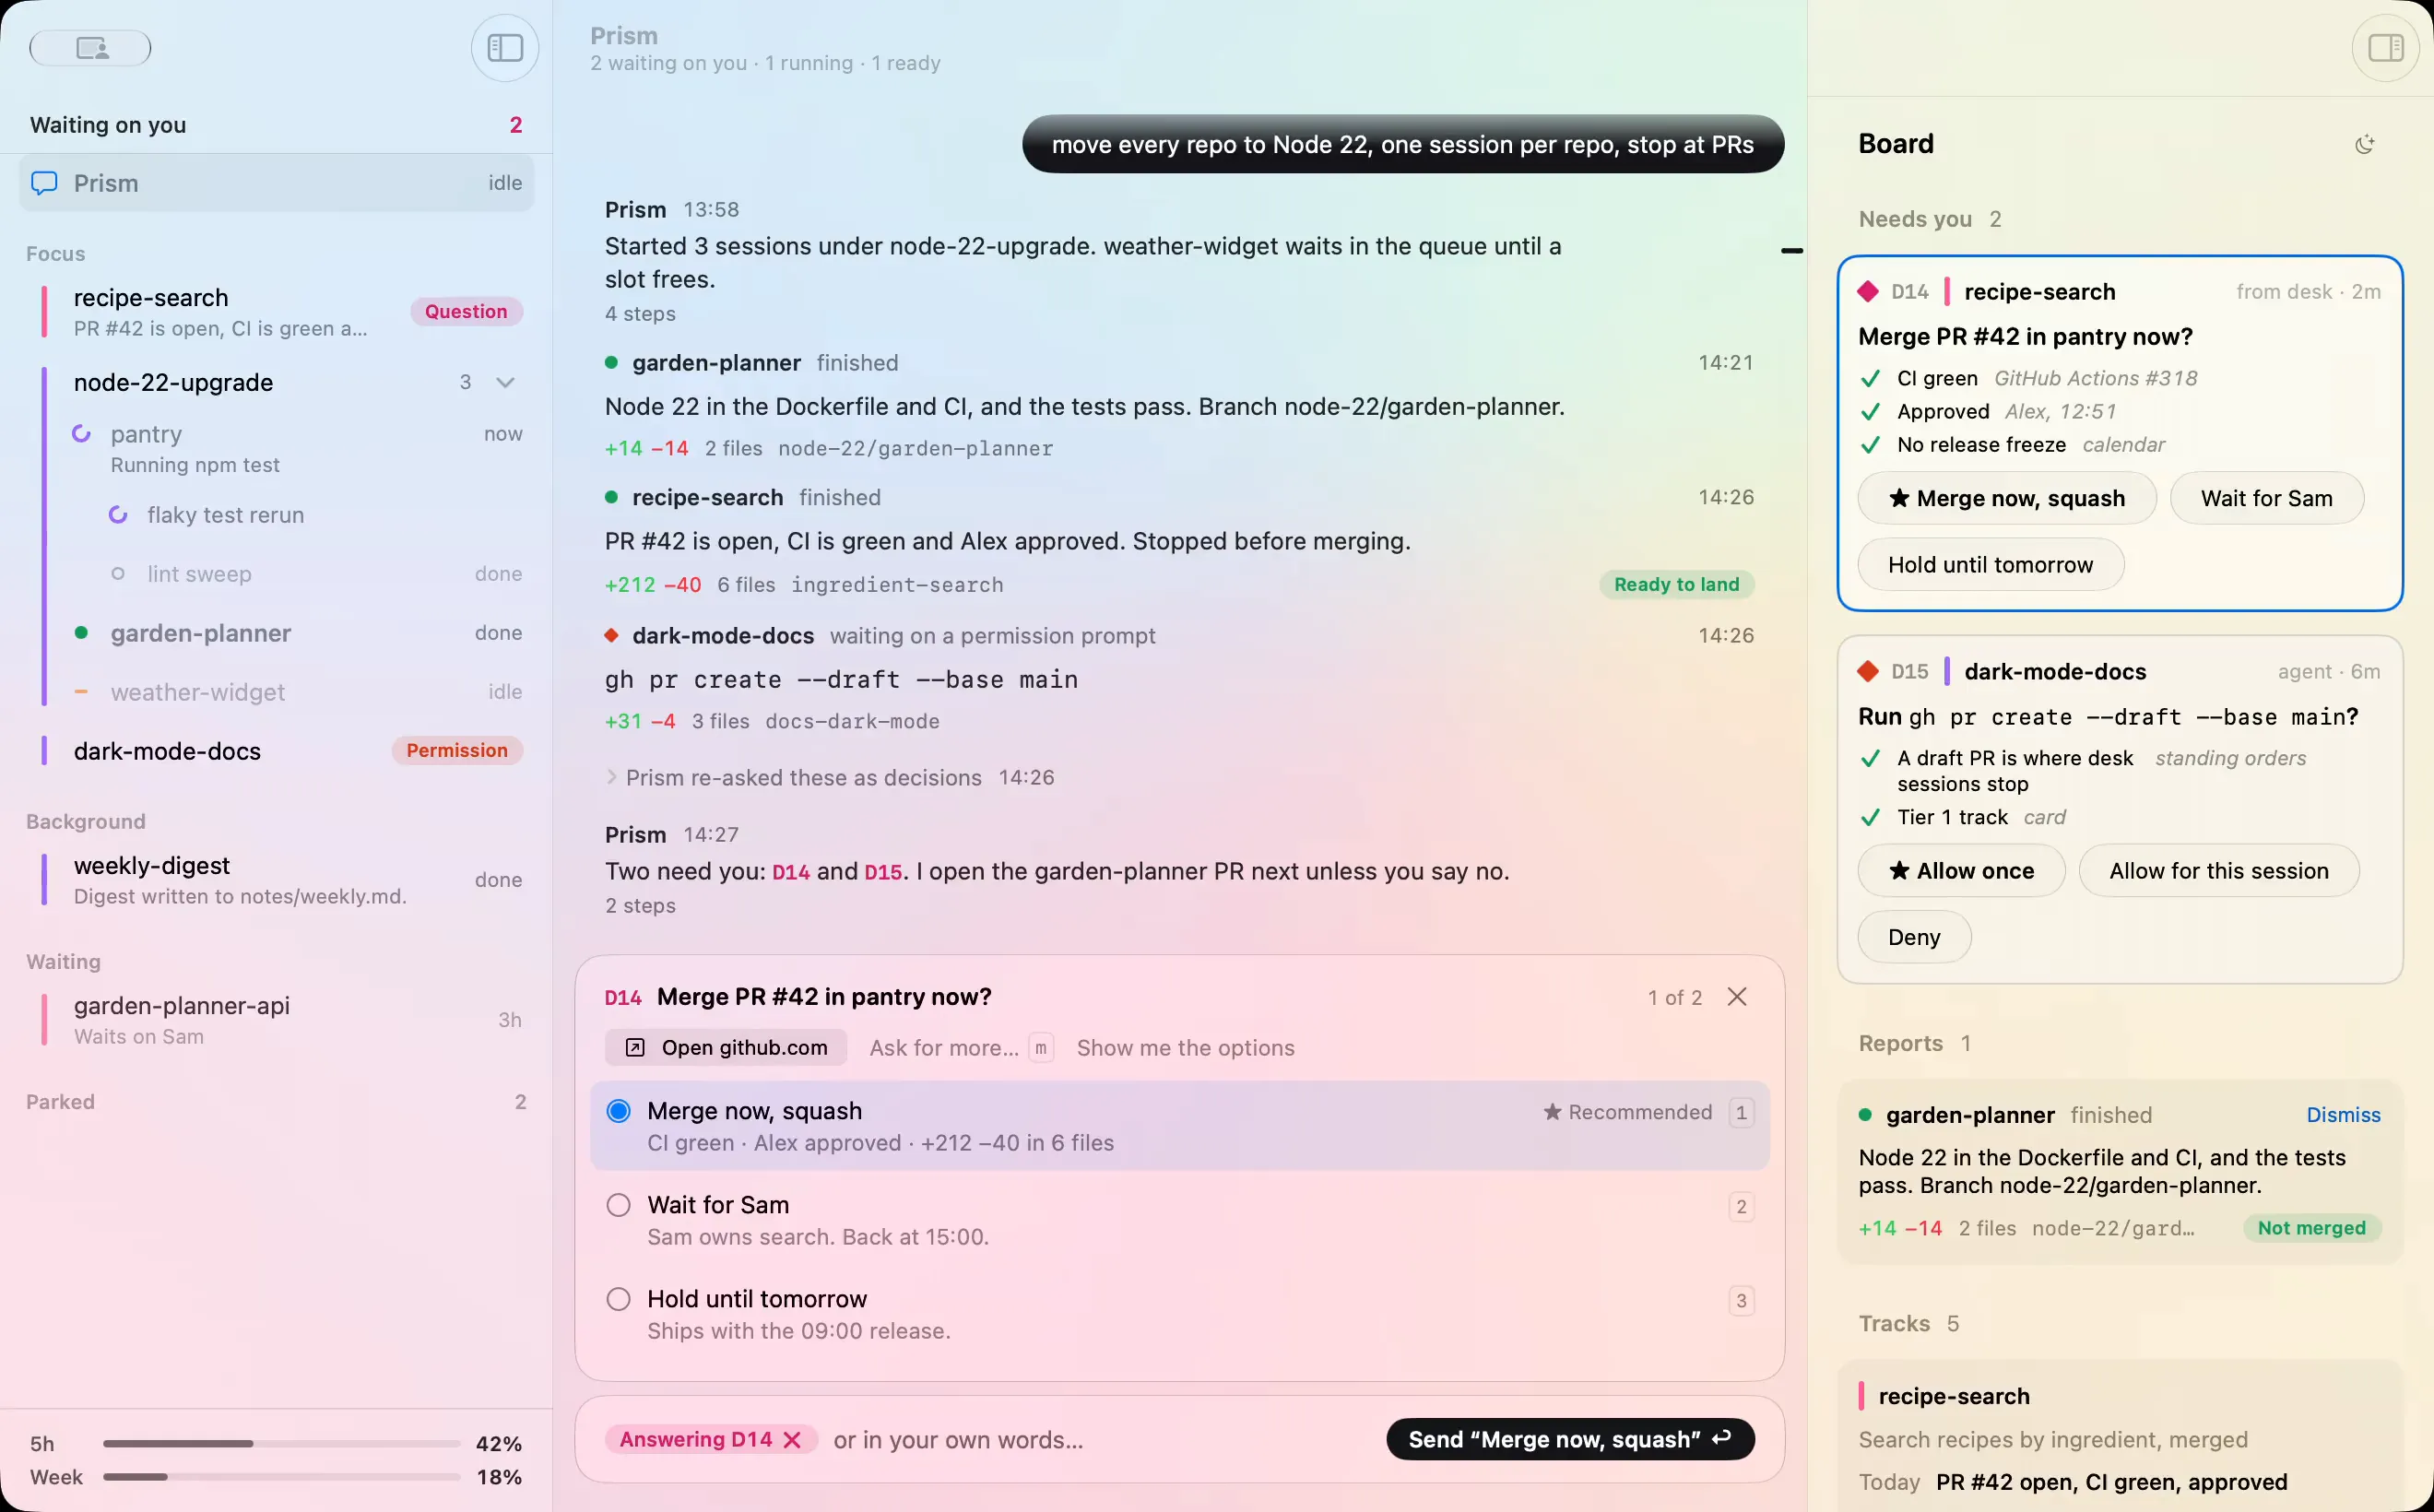 Waiting on you 2
Prism idle
Focus
recipe-search Question
PR #42 is open, CI is green a...
node-22-upgrade 3
pantry now
Running npm test
flaky test rerun
lint sweep done
garden-planner done
weather-widget idle
dark-mode-docs Permission
Background
weekly-digest done
Digest written to notes/weekly.md.
Waiting
garden-planner-api 3h
Waits on Sam
Parked 2
5h 42%
Week 18%
Prism
2 waiting on you · 1 running · 1 ready
move every repo to Node 22, one session per repo, stop at PRs
Prism 13:58
Started 3 sessions under node-22-upgrade. weather-widget waits in the queue until a
slot frees.
4 steps
garden-planner finished 14:21
Node 22 in the Dockerfile and CI, and the tests pass. Branch node-22/garden-planner.
+14 −14 2 files node-22/garden-planner
recipe-search finished 14:26
PR #42 is open, CI is green and Alex approved. Stopped before merging.
+212 −40 6 files ingredient-search Ready to land
dark-mode-docs waiting on a permission prompt 14:26
gh pr create --draft --base main
+31 −4 3 files docs-dark-mode
Prism re-asked these as decisions 14:26
Prism 14:27
Two need you: D14 and D15. I open the garden-planner PR next unless you say no.
2 steps
D14 Merge PR #42 in pantry now? 1 of 2
Open github.com Ask for more... m Show me the options
Merge now, squash ★ Recommended 1
CI green · Alex approved · +212 −40 in 6 files
Wait for Sam 2
Sam owns search. Back at 15:00.
Hold until tomorrow 3
Ships with the 09:00 release.
Answering D14 or in your own words... Send “Merge now, squash”
Board
Needs you 2
D14 recipe-search from desk · 2m
Merge PR #42 in pantry now?
CI green GitHub Actions #318
Approved Alex, 12:51
No release freeze calendar
★ Merge now, squash Wait for Sam
Hold until tomorrow
D15 dark-mode-docs agent · 6m
Run gh pr create --draft --base main?
A draft PR is where desk standing orders
sessions stop
Tier 1 track card
★ Allow once Allow for this session
Deny
Reports 1
garden-planner finished Dismiss
Node 22 in the Dockerfile and CI, and the tests
pass. Branch node-22/garden-planner.
+14 −14 2 files node-22/gard... Not merged
Tracks 5
recipe-search
Search recipes by ingredient, merged
Today PR #42 open, CI green, approved